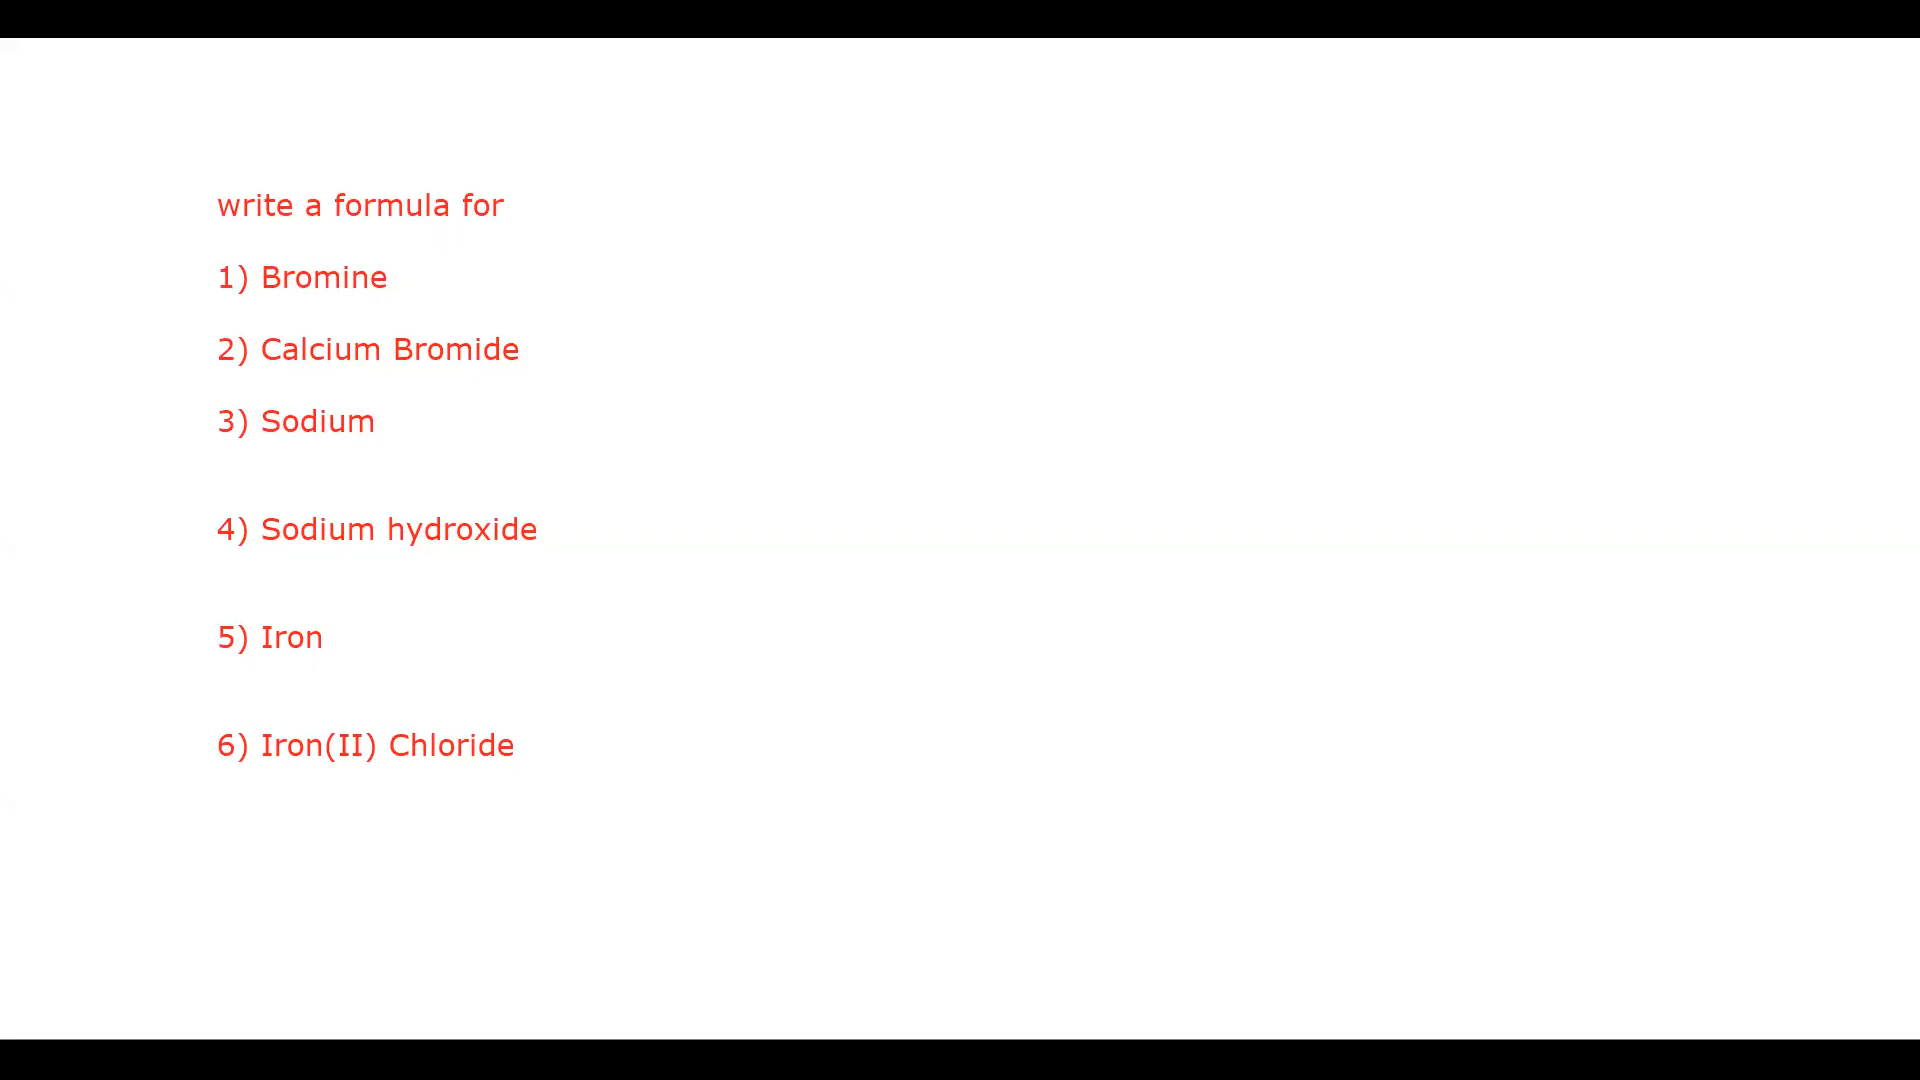 write a formula for
1) Bromine
2) Calcium Bromide
3) Sodium
4) Sodium hydroxide
5) Iron
6) Iron(II) Chloride